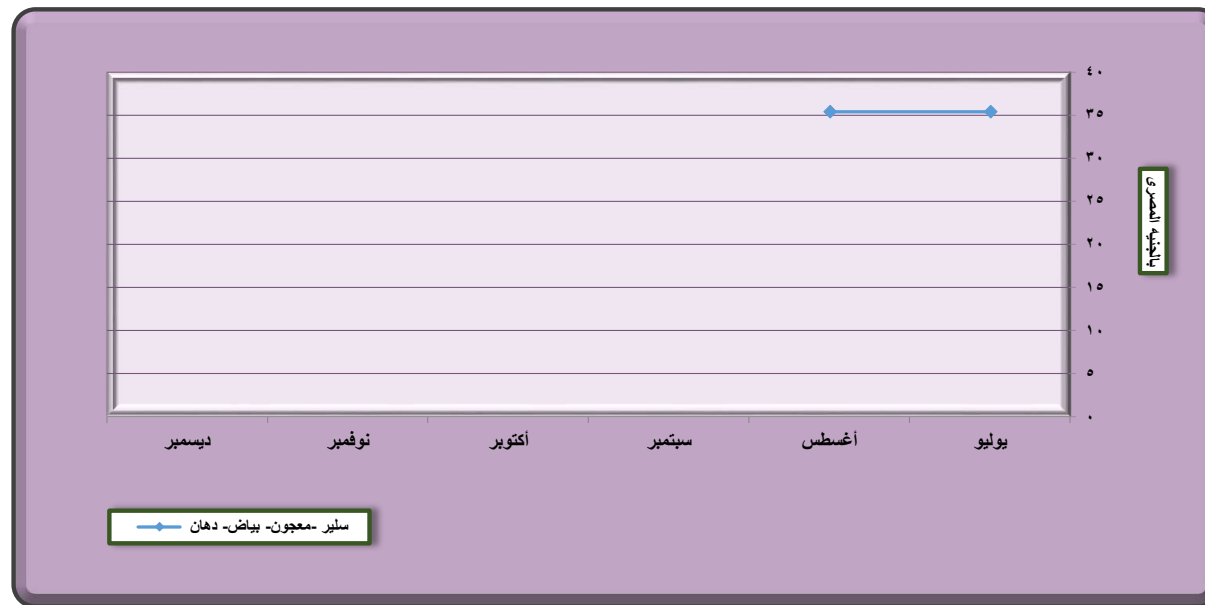 ٤٠
٣٥
٣٠
٢٥
٢٠
١٥
١٠
٥
٠
بالجنيه المصرى
يوليو
أغسطس
سبتمبر
أكتوبر
نوفمبر
ديسمبر
سلير -معجون- بياض- دهان